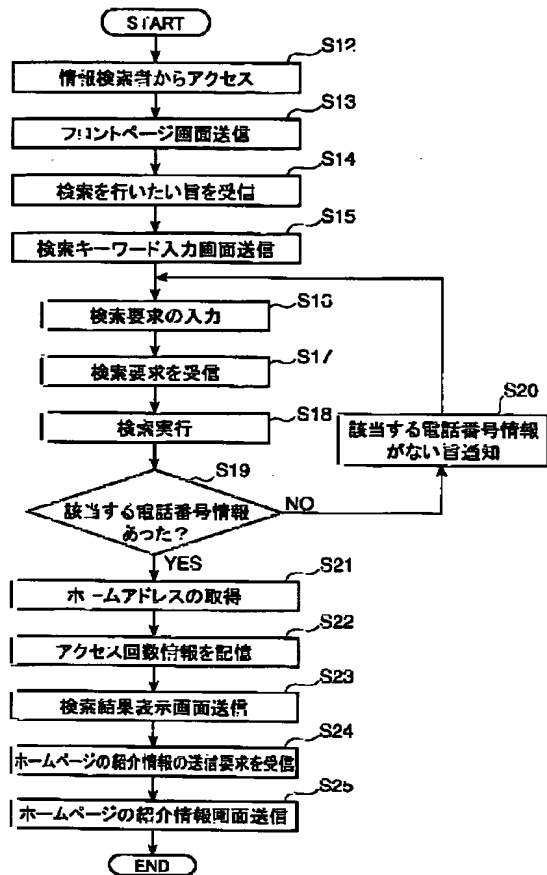 START
S12
情報検索者からアクセス
S13
フロントページ画面送信
S14
検索を行いたい旨を受信
S15
検索キーワード入力画面送信
S16
検索要求の入力
S17
検索要求を受信
S18
検索実行
S19
該当する電話番号情報
あった?
NO
S20
該当する電話番号情報
がない旨通知
YES
S21
ホームアドレスの取得
S22
アクセス回数情報を記憶
S23
検索結果表示画面送信
S24
ホームページの紹介情報の送信要求を受信
S25
ホームページの紹介情報画面送信
END